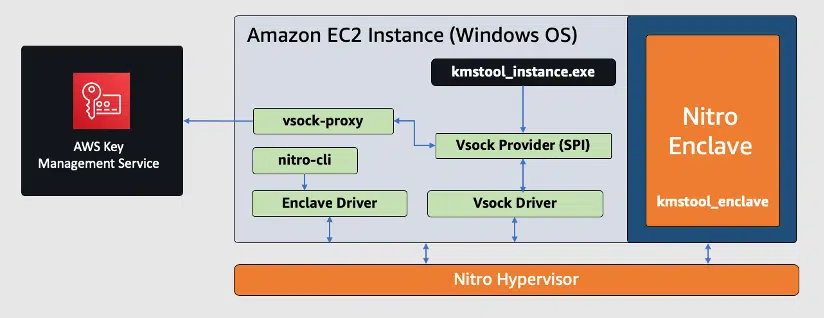 Amazon EC2 Instance (Windows OS)
kmstool_instance.exe
vsock-proxy
Vsock Provider (SPI)
nitro-cli
Enclave Driver
Vsock Driver
AWS Key
Management Service
Nitro
Enclave
kmstool_enclave
Nitro Hypervisor